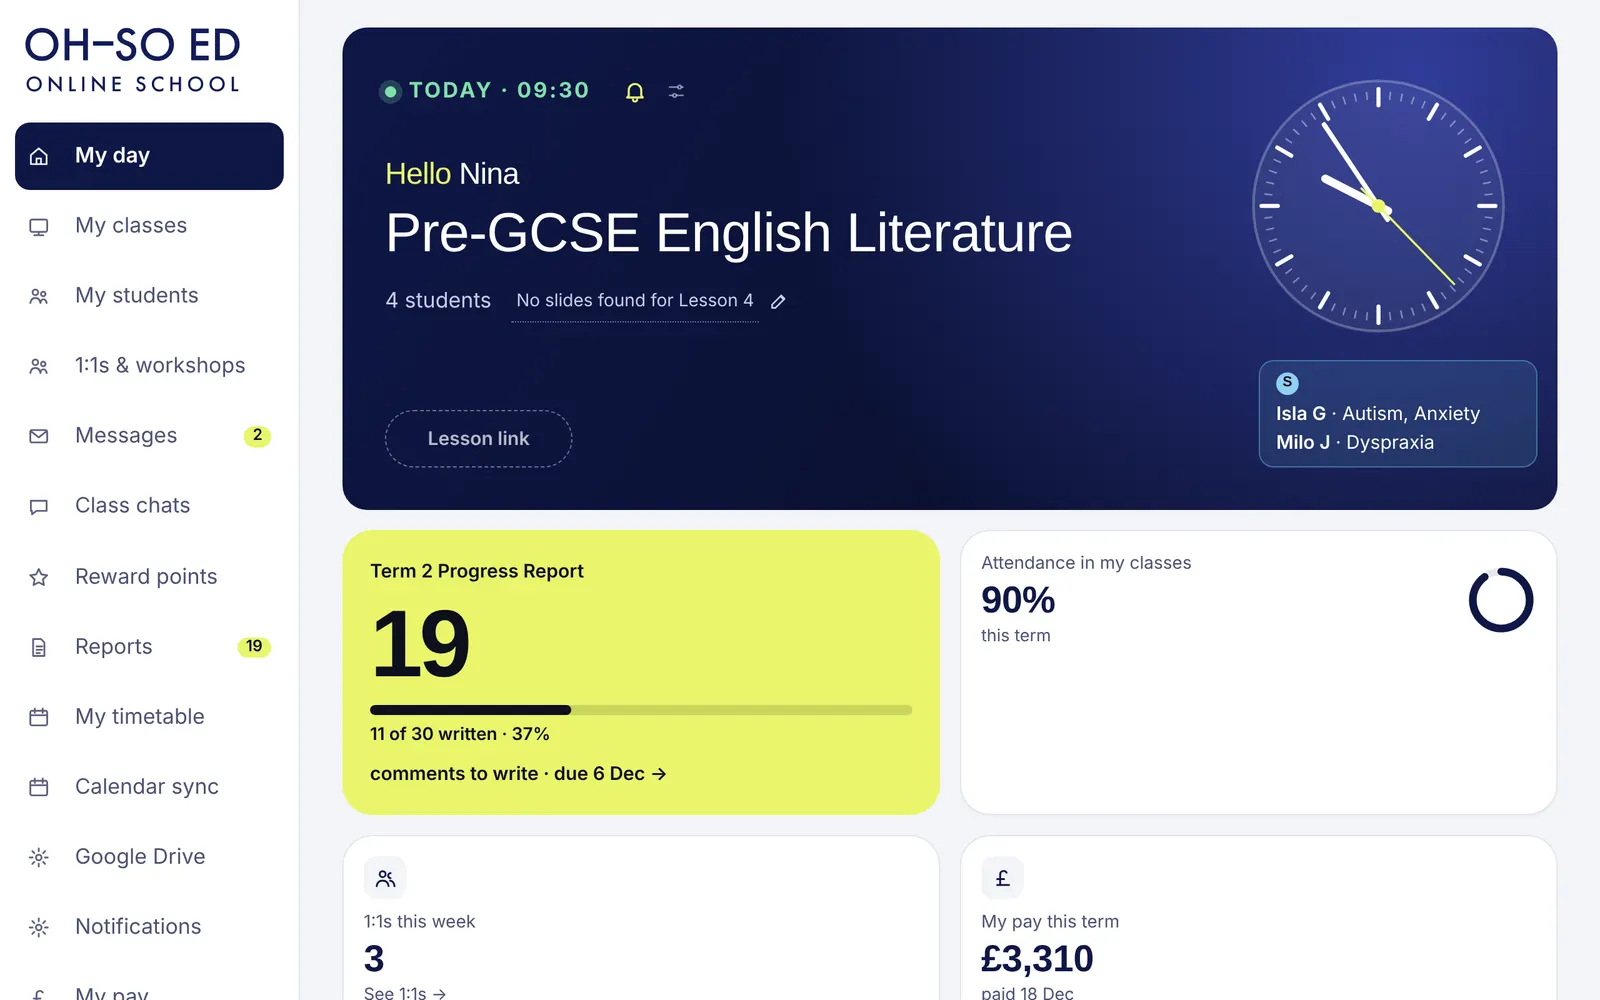 OH–SO ED
ONLINE SCHOOL
My day
My classes
My students
1:1s & workshops
Messages 2
Class chats
Reward points
Reports 19
My timetable
Calendar sync
Google Drive
Notifications
My pay
TODAY · 09:30
Hello Nina
Pre-GCSE English Literature
4 students No slides found for Lesson 4
Lesson link
S
Isla G · Autism, Anxiety
Milo J · Dyspraxia
Term 2 Progress Report
19
11 of 30 written · 37%
comments to write · due 6 Dec →
Attendance in my classes
90%
this term
1:1s this week
3
See 1:1s →
£
My pay this term
£3,310
paid 18 Dec